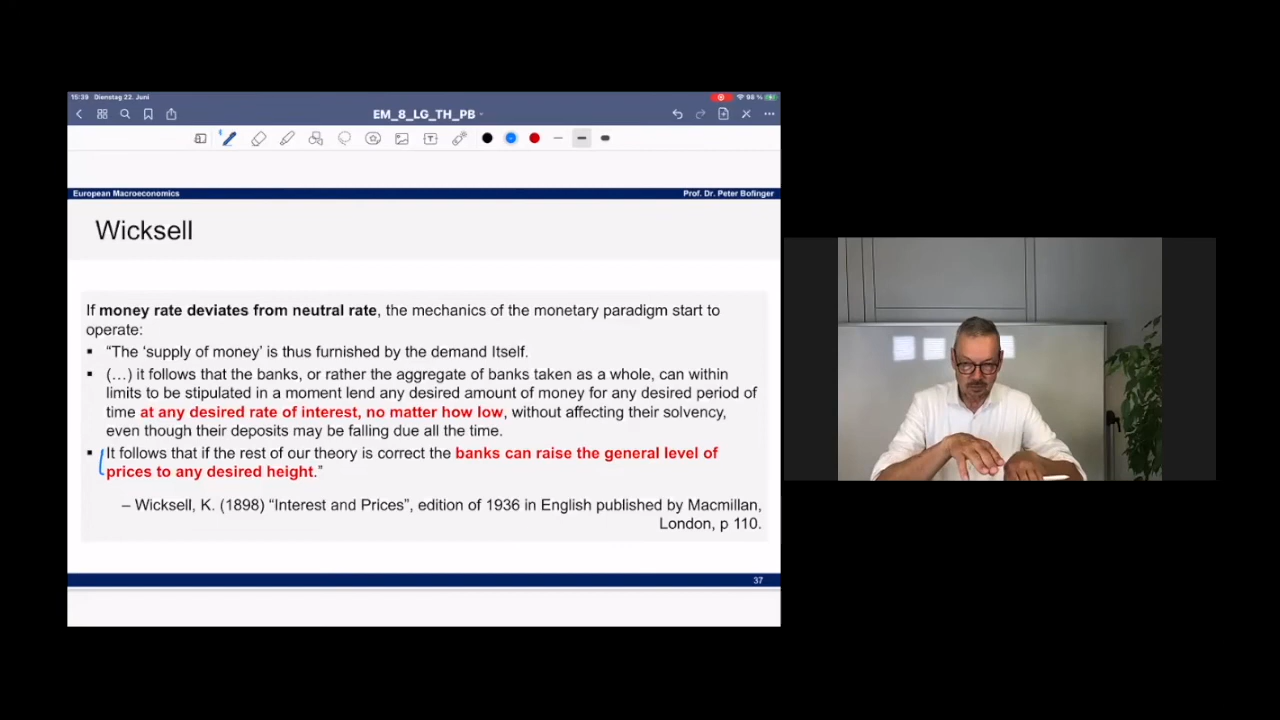 15:39 Dienstag 22. Juni
98 %
EM_8_LG_TH_PB
European Macroeconomics
Prof. Dr. Peter Bofinger
Wicksell
If money rate deviates from neutral rate, the mechanics of the monetary paradigm start to
operate:
▪ “The ‘supply of money’ is thus furnished by the demand Itself.
▪ (…) it follows that the banks, or rather the aggregate of banks taken as a whole, can within
limits to be stipulated in a moment lend any desired amount of money for any desired period of
time at any desired rate of interest, no matter how low, without affecting their solvency,
even though their deposits may be falling due all the time.
▪ It follows that if the rest of our theory is correct the banks can raise the general level of
prices to any desired height.”
– Wicksell, K. (1898) “Interest and Prices”, edition of 1936 in English published by Macmillan,
London, p 110.
37